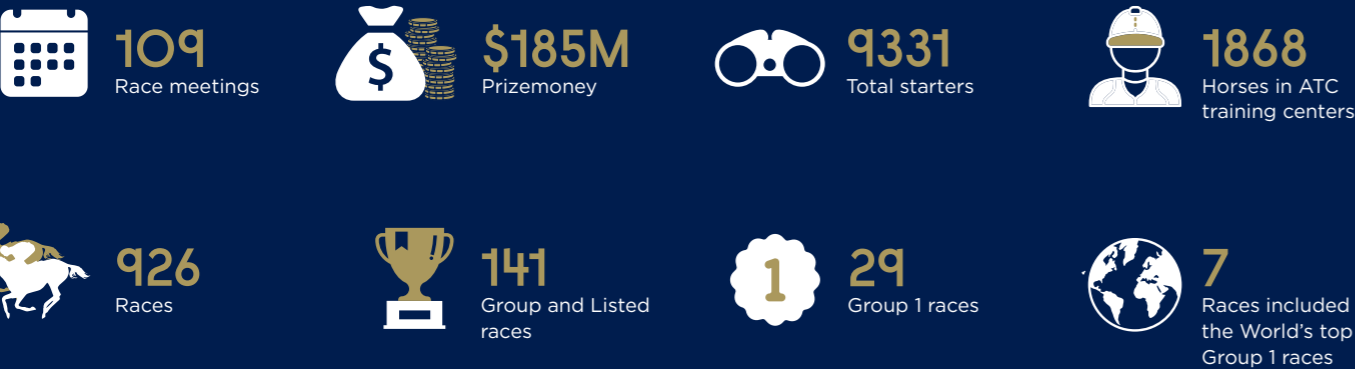 109
Race meetings
$
$185M
Prizemoney
9331
Total starters
1868
Horses in ATC
training centers
926
Races
141
Group and Listed
races
1
29
Group 1 races
7
Races included
the World's top
Group 1 races